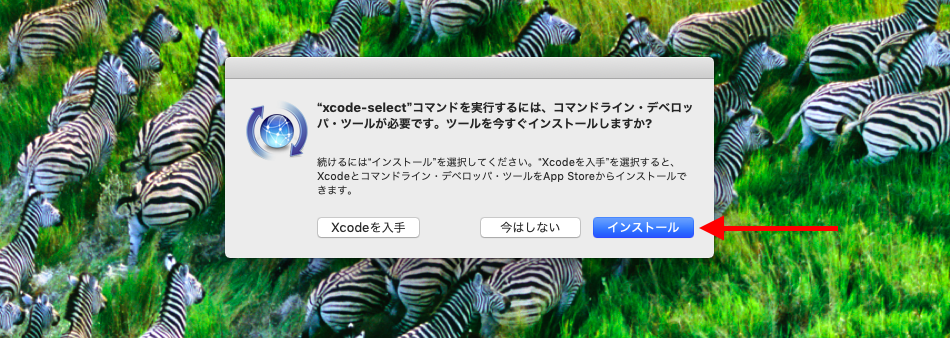 “xcode-select”コマンドを実行するには、コマンドライン・デベロッ
パ・ツールが必要です。ツールを今すぐインストールしますか?
続けるには“インストール”を選択してください。“Xcodeを入手”を選択すると、
Xcodeとコマンドライン・デベロッパ・ツールをApp Storeからインストールで
きます。
Xcodeを入手 今はしない インストール